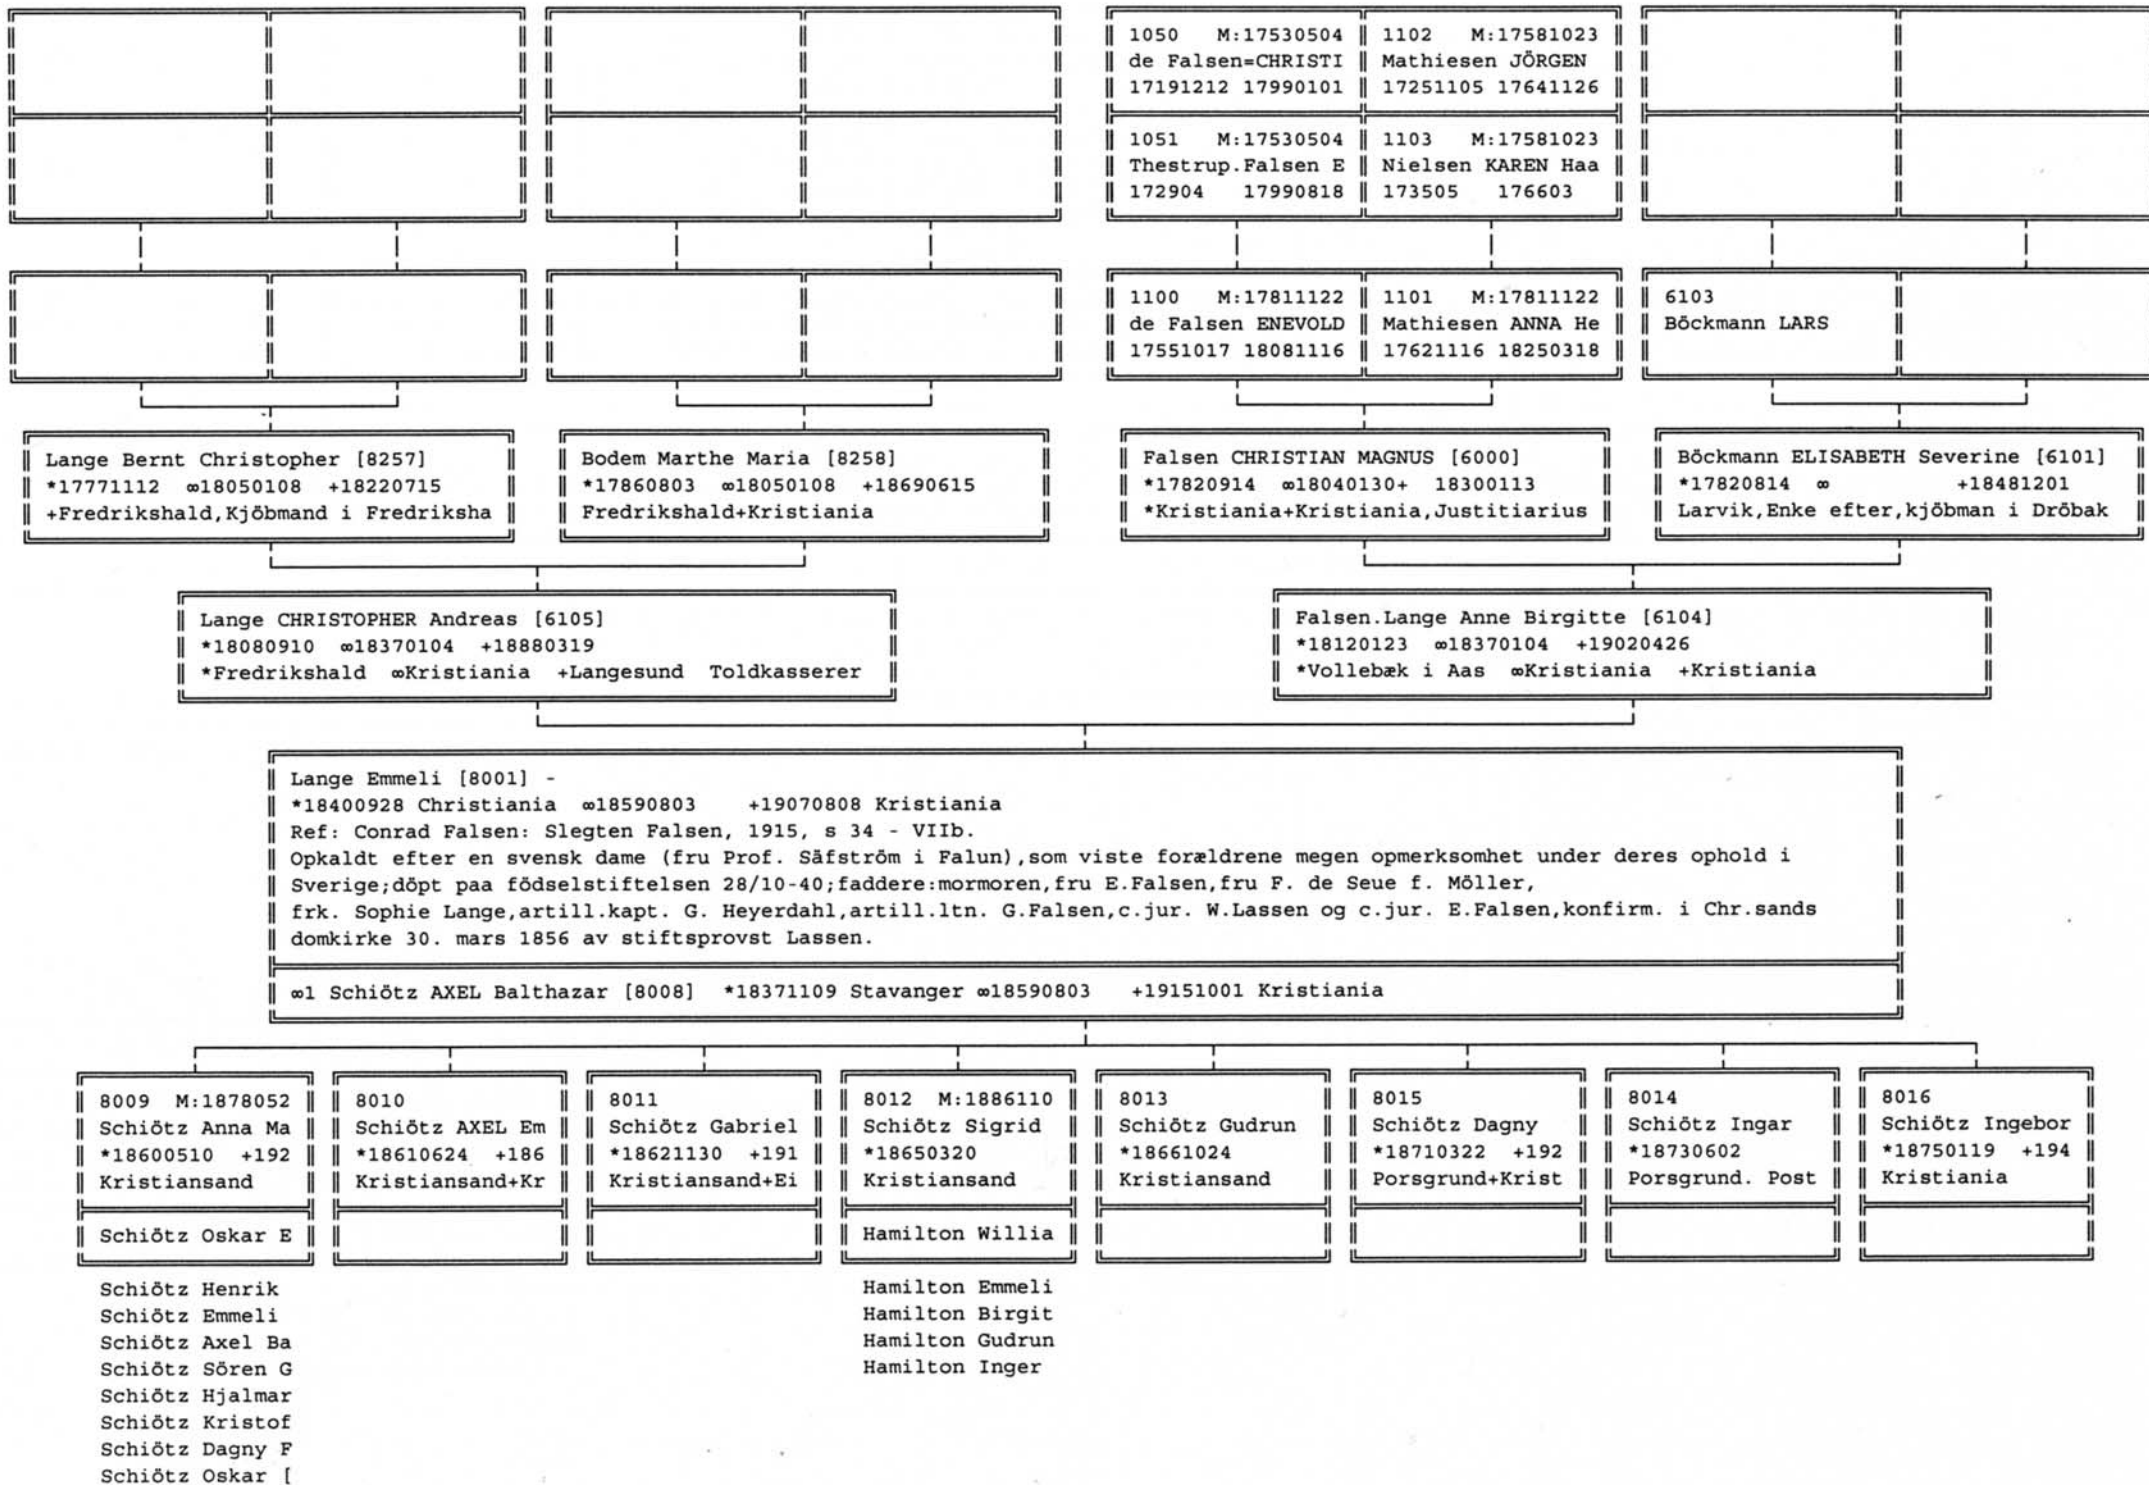 1050 M:17530504
de Falsen=CHRISTI
17191212 17990101
1102 M:17581023
Mathiesen JÖRGEN
17251105 17641126
1051 M:17530504
Thestrup.Falsen E
172904 17990818
1103 M:17581023
Nielsen KAREN Haa
173505 176603
1100 M:17811122
de Falsen ENEVOLD
17551017 18081116
1101 M:17811122
Mathiesen ANNA He
17621116 18250318
6103
Böckmann LARS
Lange Bernt Christopher [8257]
*17771112 ∞18050108 +18220715
+Fredrikshald,Kjöbmand i Fredriksha
Bodem Marthe Maria [8258]
*17860803 ∞18050108 +18690615
Fredrikshald+Kristiania
Falsen CHRISTIAN MAGNUS [6000]
*17820914 ∞18040130+ 18300113
*Kristiania+Kristiania,Justitiarius
Böckmann ELISABETH Severine [6101]
*17820814 ∞ +18481201
Larvik,Enke efter,kjöbman i Dröbak
Lange CHRISTOPHER Andreas [6105]
*18080910 ∞18370104 +18880319
*Fredrikshald ∞Kristiania +Langesund Toldkasserer
Falsen.Lange Anne Birgitte [6104]
*18120123 ∞18370104 +19020426
*Vollebæk i Aas ∞Kristiania +Kristiania
Lange Emmeli [8001] -
*18400928 Christiania ∞18590803 +19070808 Kristiania
Ref: Conrad Falsen: Slegten Falsen, 1915, s 34 - VIIb.
Opkaldt efter en svensk dame (fru Prof. Säfström i Falun),som viste forældrene megen opmerksomhet under deres ophold i
Sverige;döpt paa födselstiftelsen 28/10-40;faddere:mormoren,fru E.Falsen,fru F. de Seue f. Möller,
frk. Sophie Lange,artill.kapt. G. Heyerdahl,artill.ltn. G.Falsen,c.jur. W.Lassen og c.jur. E.Falsen,konfirm. i Chr.sands
domkirke 30. mars 1856 av stiftsprovst Lassen.
∞1 Schiötz AXEL Balthazar [8008] *18371109 Stavanger ∞18590803 +19151001 Kristiania
8009 M:1878052
Schiötz Anna Ma
*18600510 +192
Kristiansand
Schiötz Oskar E
8010
Schiötz AXEL Em
*18610624 +186
Kristiansand+Kr
8011
Schiötz Gabriel
*18621130 +191
Kristiansand+Ei
8012 M:1886110
Schiötz Sigrid
*18650320
Kristiansand
Hamilton Willia
8013
Schiötz Gudrun
*18661024
Kristiansand
8015
Schiötz Dagny
*18710322 +192
Porsgrund+Krist
8014
Schiötz Ingar
*18730602
Porsgrund. Post
8016
Schiötz Ingebor
*18750119 +194
Kristiania
Schiötz Henrik
Schiötz Emmeli
Schiötz Axel Ba
Schiötz Sören G
Schiötz Hjalmar
Schiötz Kristof
Schiötz Dagny F
Schiötz Oskar [
Hamilton Emmeli
Hamilton Birgit
Hamilton Gudrun
Hamilton Inger